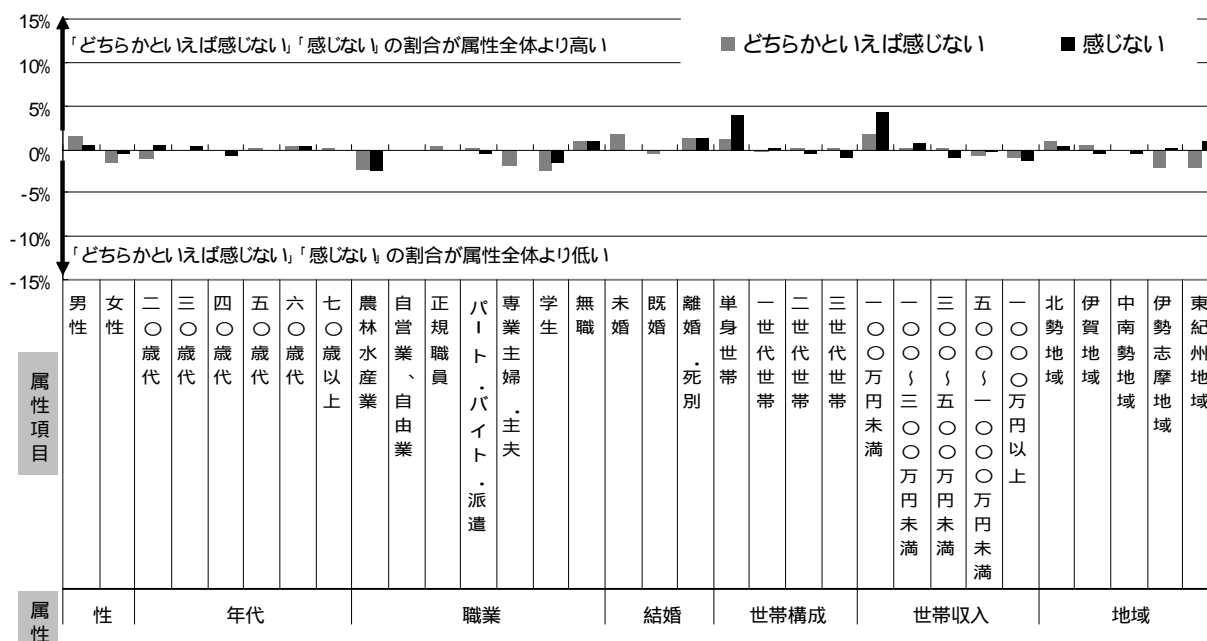 15%
「どちらかといえば感じない」「感じない」の割合が属性全体より高い
どちらかといえば感じない
感じない
10%
5%
0%
-5%
-10%
「どちらかといえば感じない」「感じない」の割合が属性全体より低い
-15%
属性項目
男性
女性
二〇歳代
三〇歳代
四〇歳代
五〇歳代
六〇歳代
七〇歳以上
農林水産業
自営業、自由業
正規職員
パート・バイト・派遣
専業主婦・主夫
学生
無職
未婚
既婚
離婚・死別
単身世帯
一世代世帯
二世代世帯
三世代世帯
一〇〇万円未満
一〇〇～三〇〇万円未満
三〇〇～五〇〇万円未満
五〇〇～一〇〇〇万円未満
一〇〇〇万円以上
北勢地域
伊賀地域
中南勢地域
伊勢志摩地域
東紀州地域
属性
性
年代
職業
結婚
世帯構成
世帯収入
地域